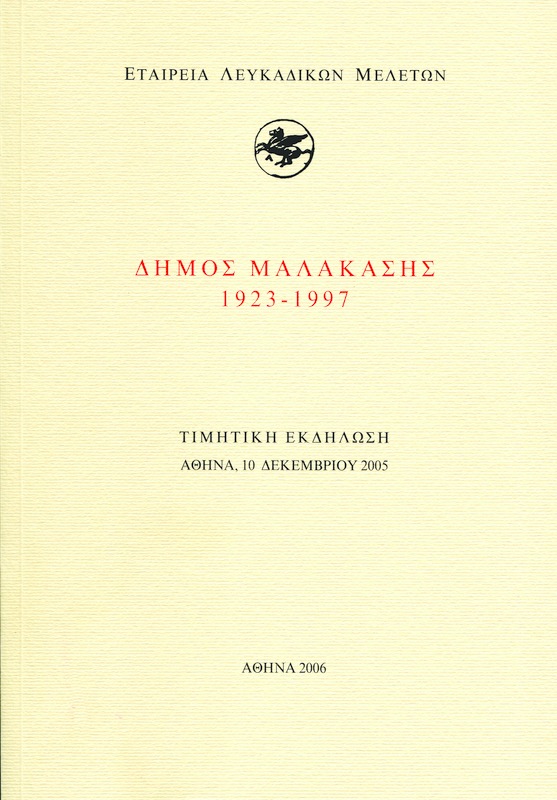 ΕΤΑΙΡΕΙΑ ΛΕΥΚΑΔΙΚΩΝ ΜΕΛΕΤΩΝ
Λ
ΔΗΜΟΣ ΜΑΛΑΚΑΣΗΣ
1923-1997
ΤΙΜΗΤΙΚΗ ΕΚΔΗΛΩΣΗ
ΑΘΗΝΑ, 10 ΔΕΚΕΜΒΡΙΟΥ 2005
ΑΘΗΝΑ 2006